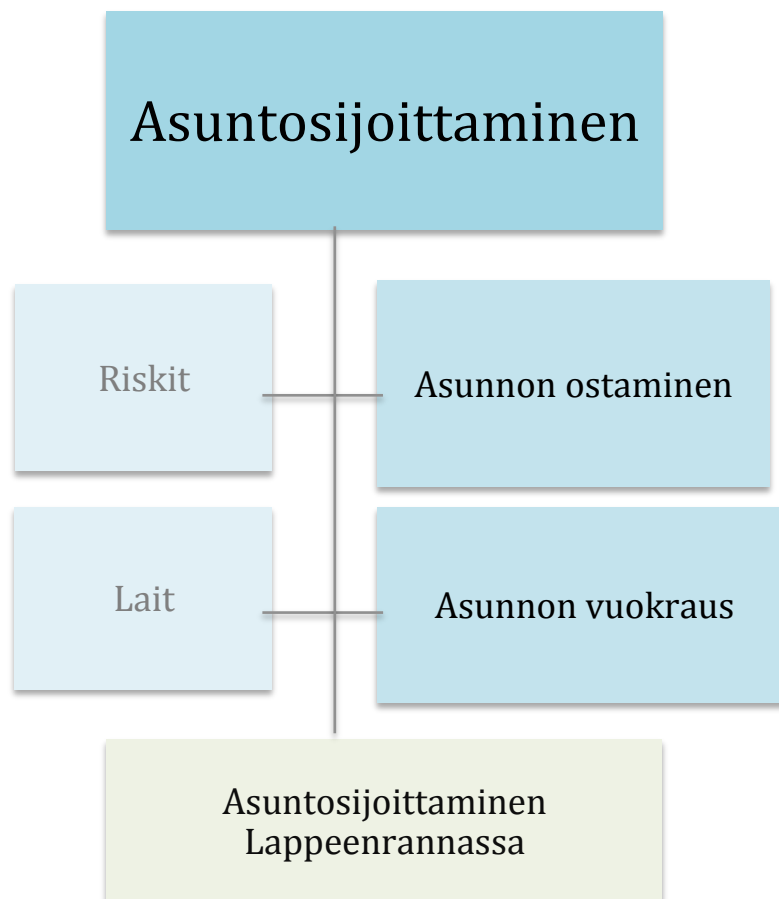 Asuntosijoittaminen
Riskit
Asunnon ostaminen
Lait
Asunnon vuokraus
Asuntosijoittaminen
Lappeenrannassa